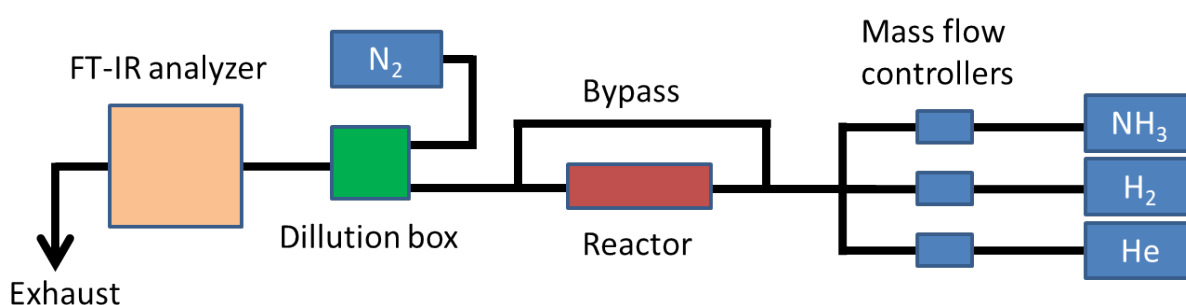 Mass flow
controllers
FT-IR analyzer
N₂
Bypass
NH₃
H₂
Dillution box
Reactor
He
Exhaust